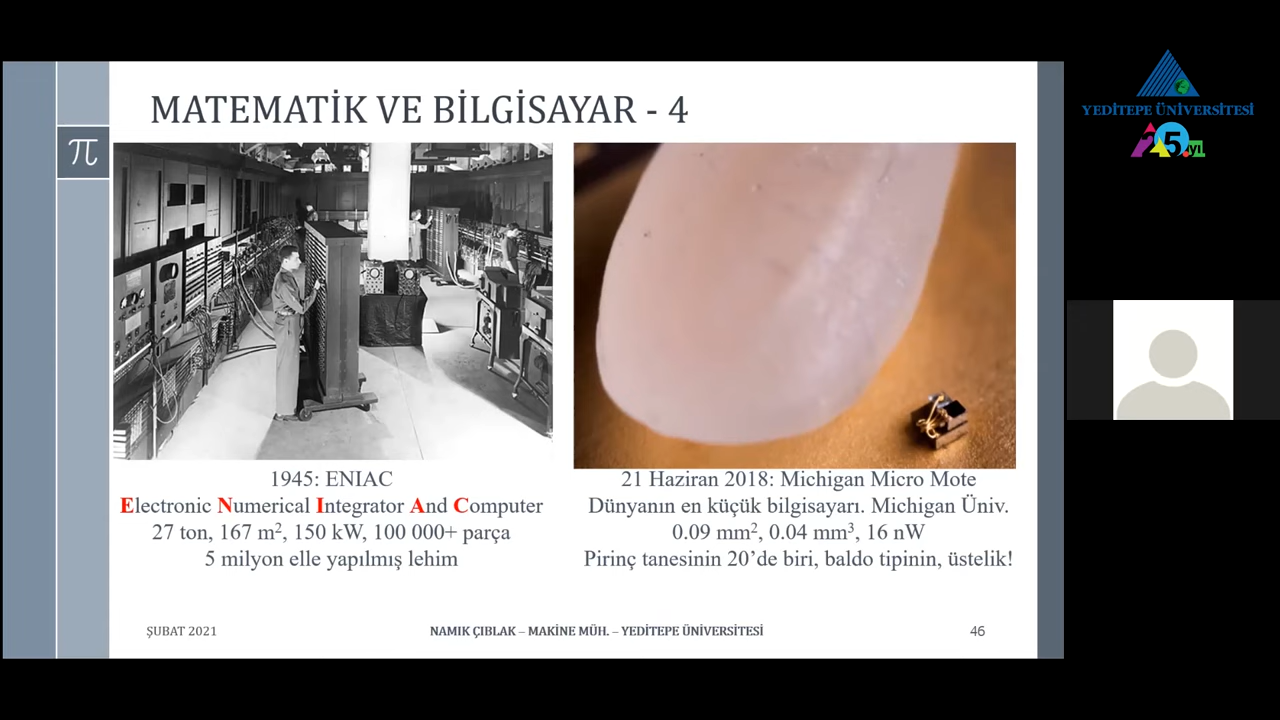 MATEMATİK VE BİLGİSAYAR - 4
π
1945: ENIAC
Electronic Numerical Integrator And Computer
27 ton, 167 m², 150 kW, 100 000+ parça
5 milyon elle yapılmış lehim
21 Haziran 2018: Michigan Micro Mote
Dünyanın en küçük bilgisayarı. Michigan Üniv.
0.09 mm², 0.04 mm³, 16 nW
Pirinç tanesinin 20’de biri, baldo tipinin, üstelik!
ŞUBAT 2021
NAMIK ÇIBLAK – MAKİNE MÜH. – YEDİTEPE ÜNİVERSİTESİ
46
YEDİTEPE ÜNİVERSİTESİ
25.yıl